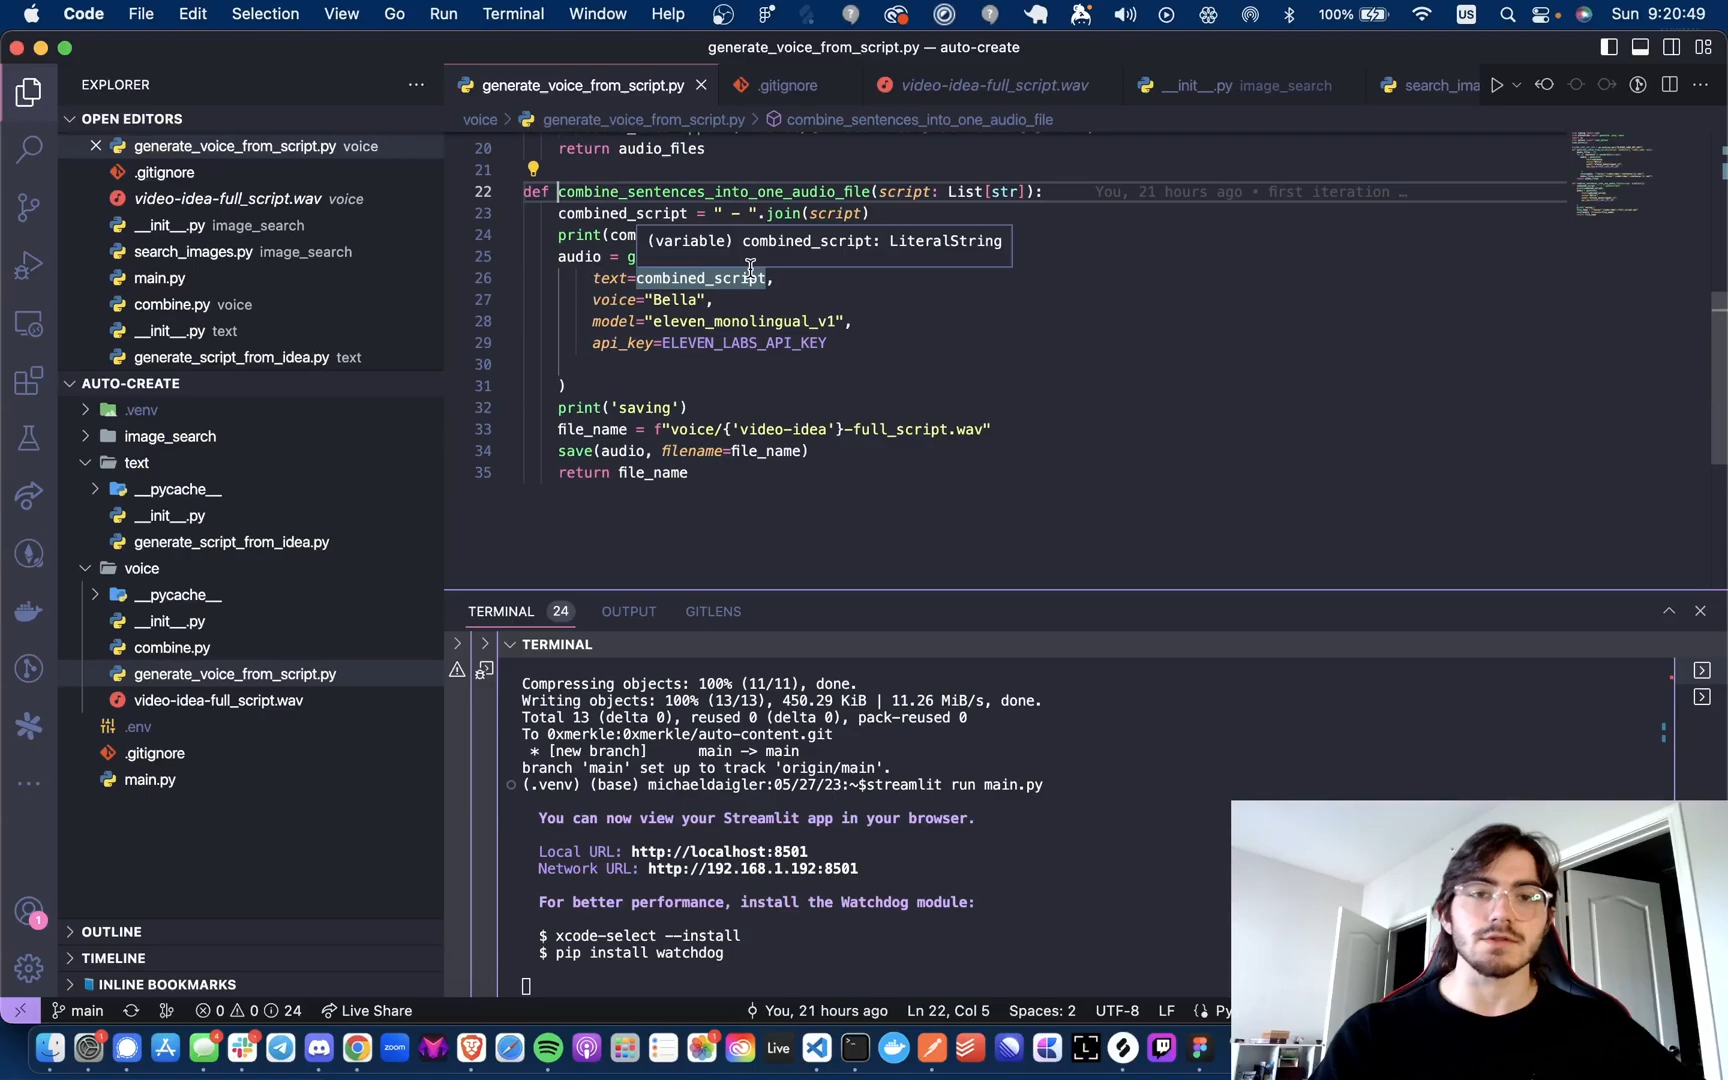 Code File Edit Selection View Go Run Terminal Window Help 100% US Sun 9:20:49
generate_voice_from_script.py — auto-create
EXPLORER
generate_voice_from_script.py .gitignore video-idea-full_script.wav __init__.py image_search search_ima
OPEN EDITORS
generate_voice_from_script.py voice
.gitignore
video-idea-full_script.wav voice
__init__.py image_search
search_images.py image_search
main.py
combine.py voice
__init__.py text
generate_script_from_idea.py text
AUTO-CREATE
.venv
image_search
text
__pycache__
__init__.py
generate_script_from_idea.py
voice
__pycache__
__init__.py
combine.py
generate_voice_from_script.py
video-idea-full_script.wav
.env
.gitignore
main.py
OUTLINE
TIMELINE
INLINE BOOKMARKS
voice > generate_voice_from_script.py > combine_sentences_into_one_audio_file
20 return audio_files
21
22 def combine_sentences_into_one_audio_file(script: List[str]): You, 21 hours ago • first iteration …
23 combined_script = " - ".join(script)
24 print(com
(variable) combined_script: LiteralString
25 audio = g
26 text=combined_script,
27 voice="Bella",
28 model="eleven_monolingual_v1",
29 api_key=ELEVEN_LABS_API_KEY
30
31 )
32 print('saving')
33 file_name = f"voice/{'video-idea'}-full_script.wav"
34 save(audio, filename=file_name)
35 return file_name
TERMINAL 24 OUTPUT GITLENS
TERMINAL
Compressing objects: 100% (11/11), done.
Writing objects: 100% (13/13), 450.29 KiB | 11.26 MiB/s, done.
Total 13 (delta 0), reused 0 (delta 0), pack-reused 0
To 0xmerkle:0xmerkle/auto-content.git
* [new branch] main -> main
branch 'main' set up to track 'origin/main'.
(.venv) (base) michaeldaigler:05/27/23:~$streamlit run main.py
You can now view your Streamlit app in your browser.
Local URL: http://localhost:8501
Network URL: http://192.168.1.192:8501
For better performance, install the Watchdog module:
$ xcode-select --install
$ pip install watchdog
1
main 0 0 24 Live Share You, 21 hours ago Ln 22, Col 5 Spaces: 2 UTF-8 LF Py
zoom Live